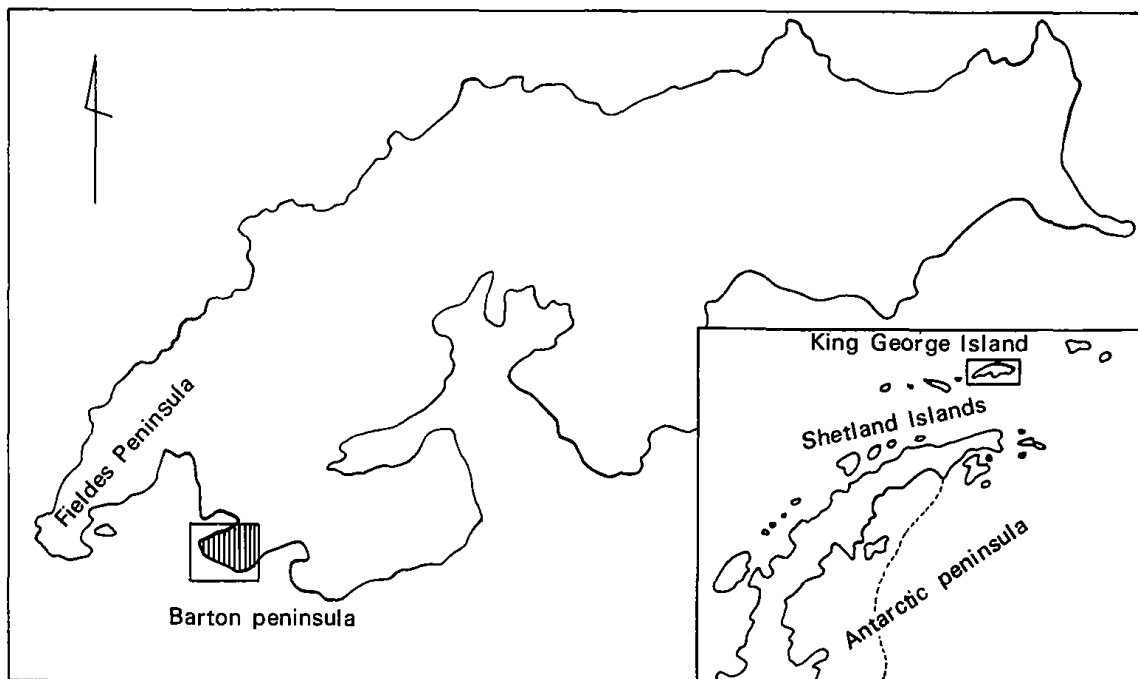 King George Island
Shetland Islands
Fieldes Peninsula
Antarctic peninsula
Barton peninsula